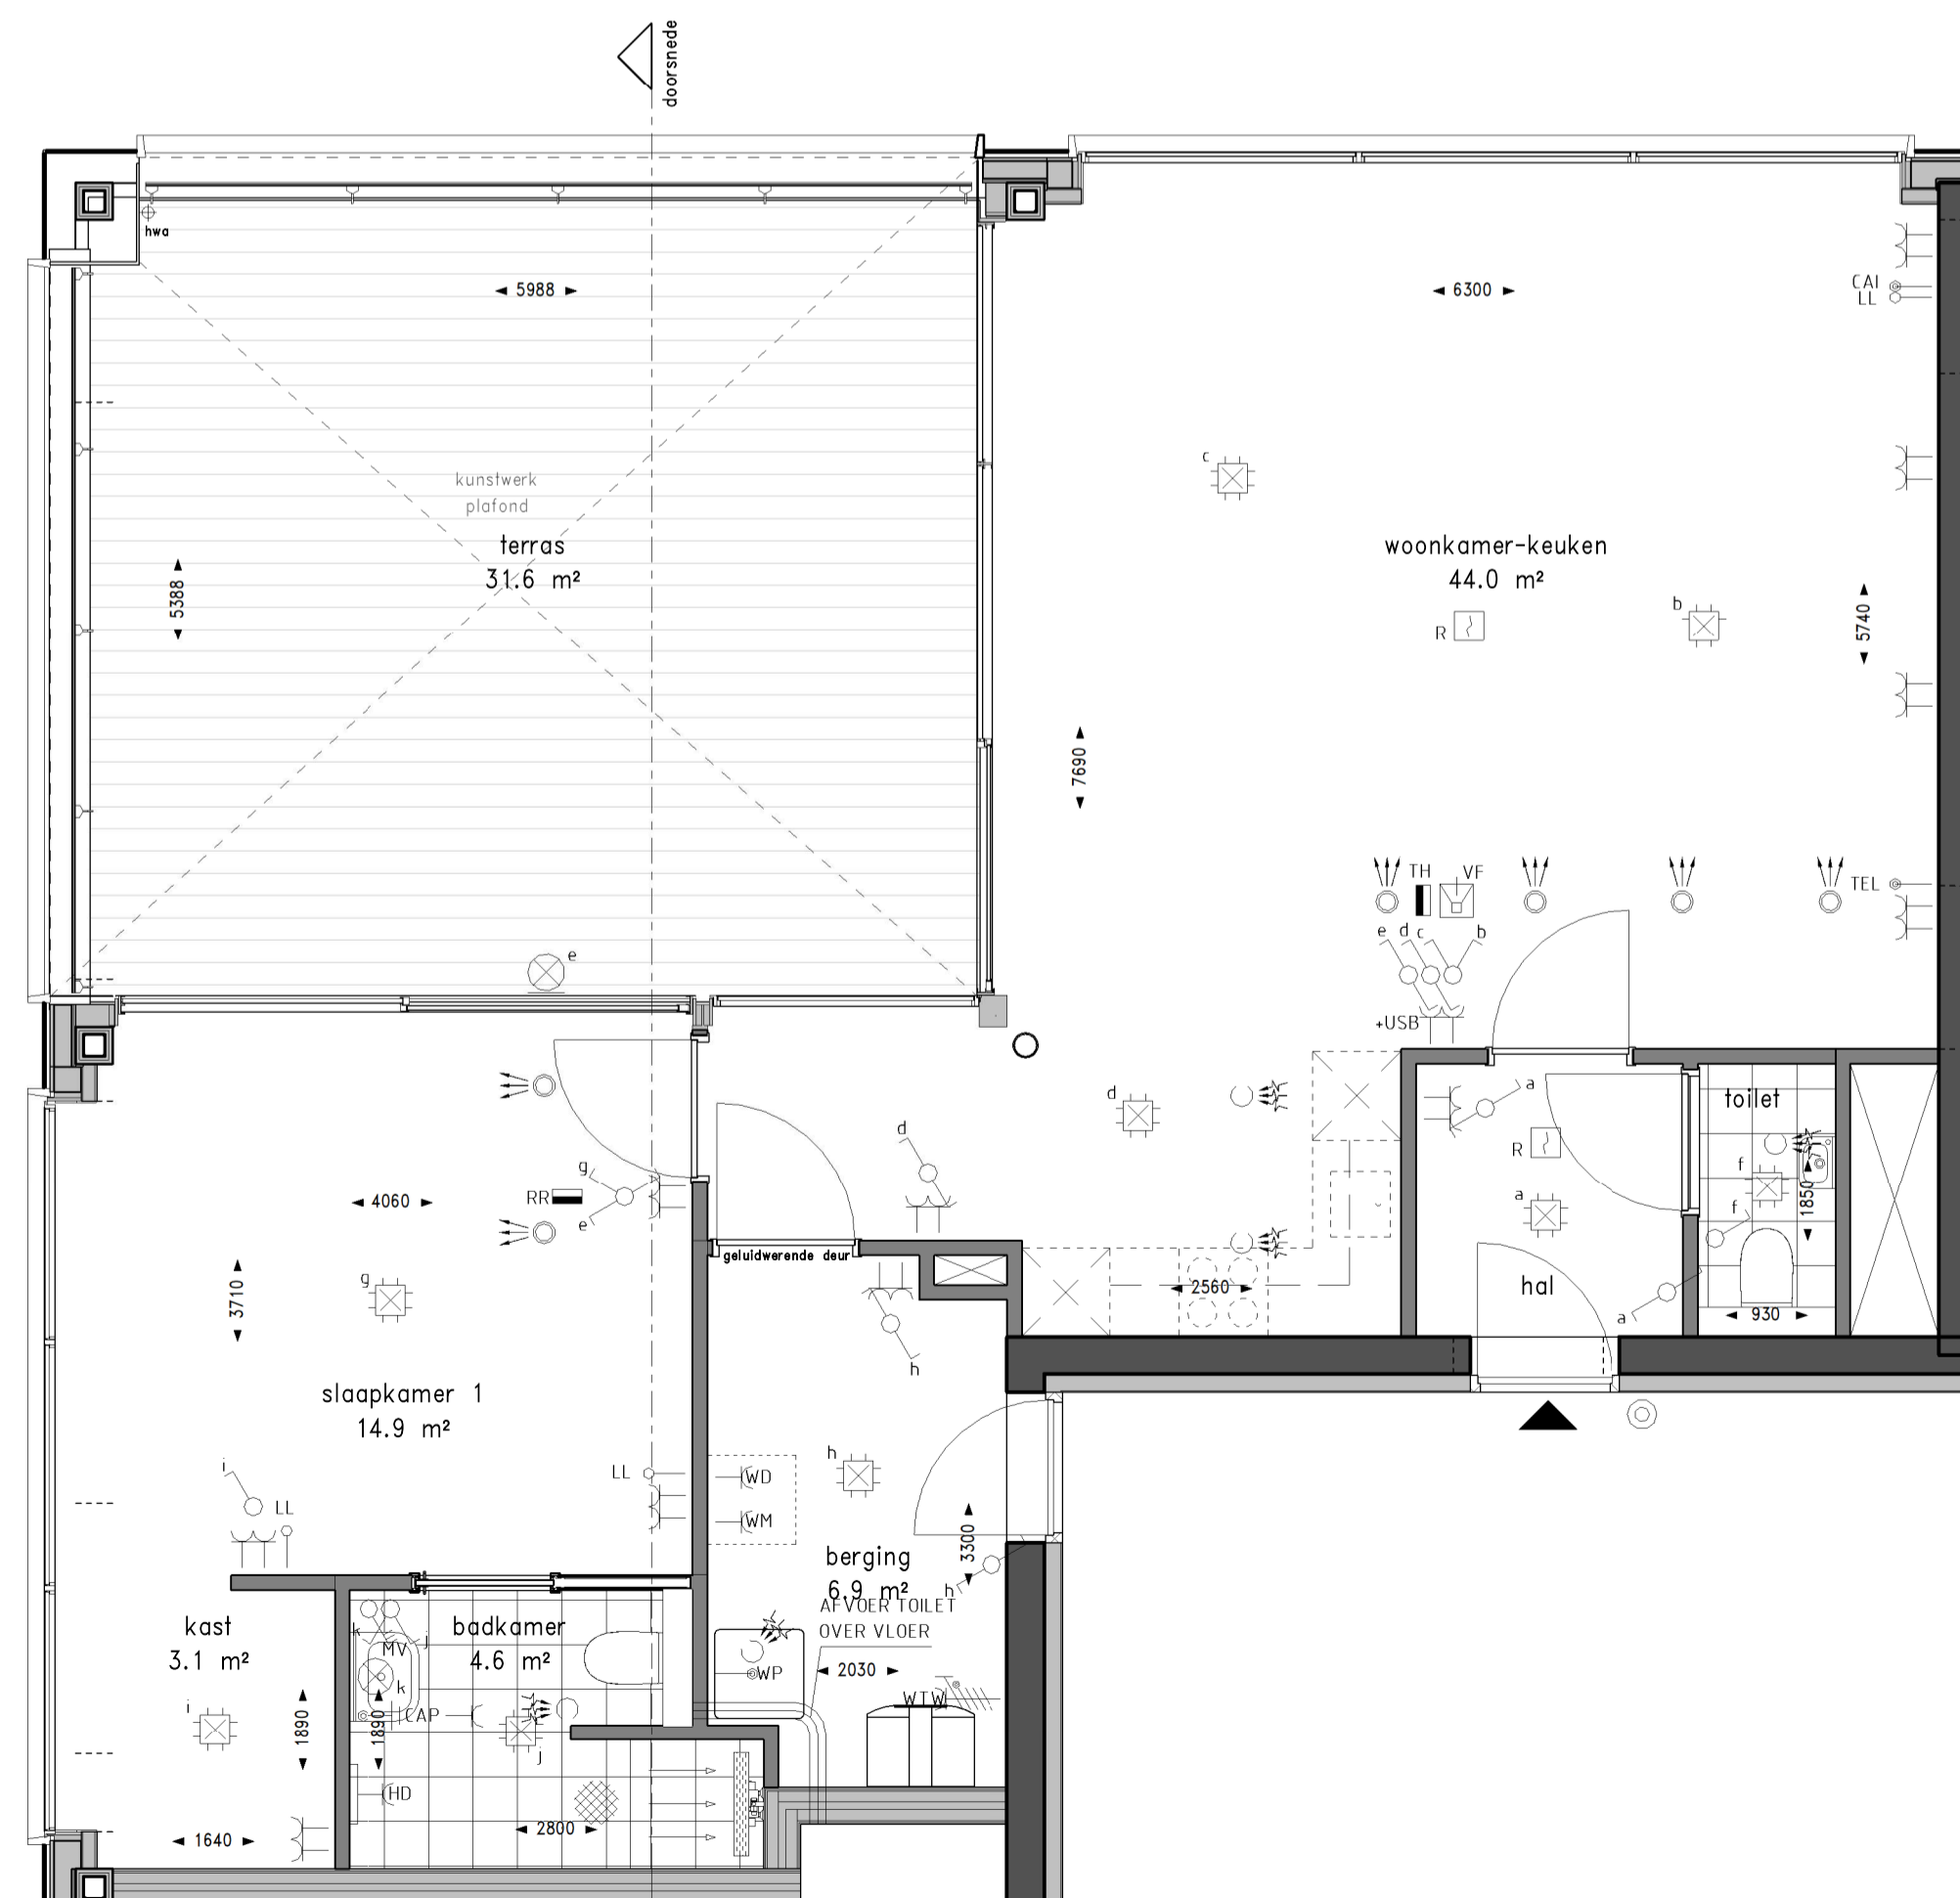 doorsnede
hwa
5988
6300
CAI
LL
kunstwerk
plafond
terras
31.6 m²
5388
c
woonkamer-keuken
44.0 m²
R
b
5740
7690
TH
VF
TEL
e
d
c
b
+USB
e
d
a
toilet
R
f
a
f
1850
d
g
RR
e
4060
geluidwerende deur
g
3710
2560
hal
930
a
h
slaapkamer 1
14.9 m²
i
LL
LL
WD
h
WM
berging
6.9 m²
3300
h
AFVOER TOILET
OVER VLOER
kast
3.1 m²
k
MV
j
badkamer
4.6 m²
k
WP
2030
WTW
i
1890
1890
CAP
j
HD
1640
2800